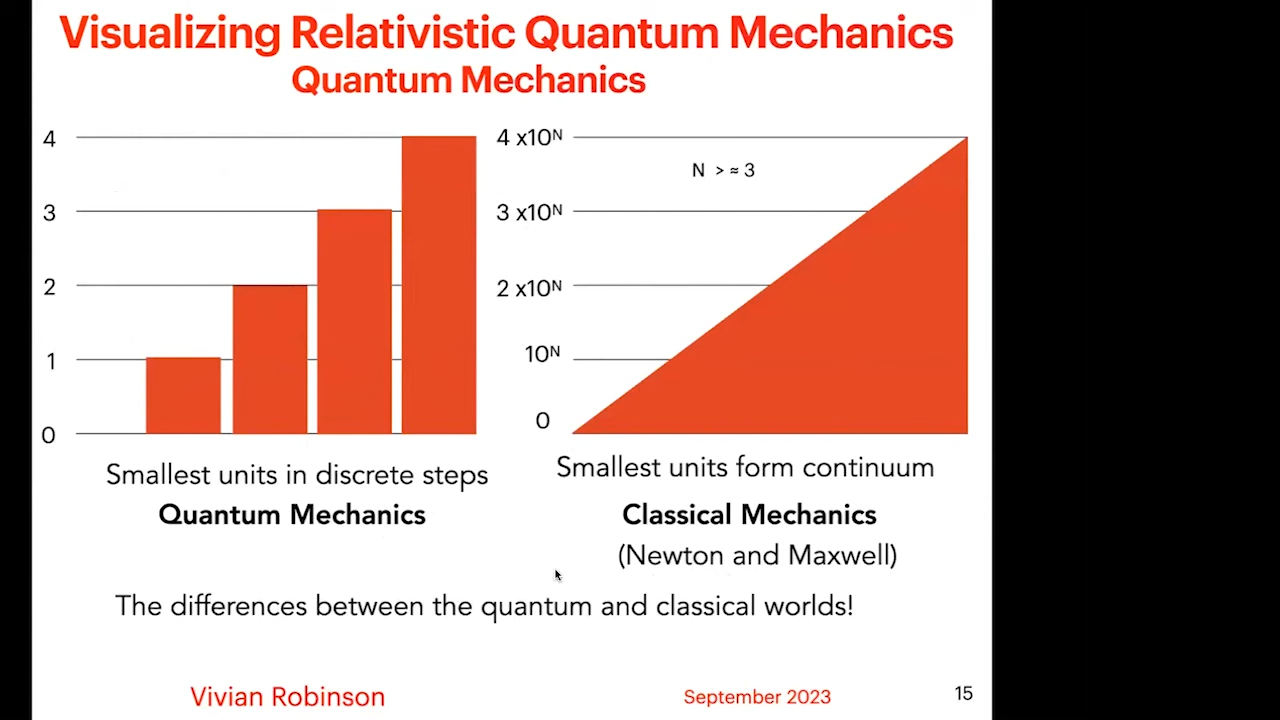 Visualizing Relativistic Quantum Mechanics
Quantum Mechanics
4
3
2
1
0
Smallest units in discrete steps
Quantum Mechanics
4 x10ᴺ
3 x10ᴺ
2 x10ᴺ
10ᴺ
0
N > ≈ 3
Smallest units form continuum
Classical Mechanics
(Newton and Maxwell)
The differences between the quantum and classical worlds!
Vivian Robinson
September 2023
15